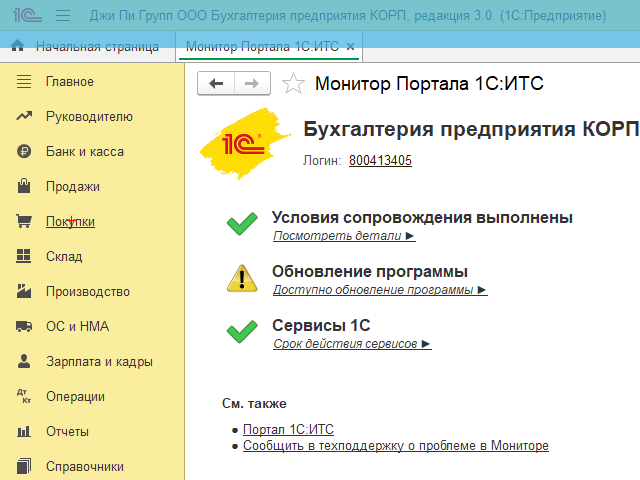 1С Джи Пи Групп ООО Бухгалтерия предприятия КОРП, редакция 3.0 (1С:Предприятие)
Начальная страница Монитор Портала 1С:ИТС ×
Главное
Руководителю
Банк и касса
Продажи
Покупки
Склад
Производство
ОС и НМА
Зарплата и кадры
Дт Кт Операции
Отчеты
Справочники
Монитор Портала 1С:ИТС
1С Бухгалтерия предприятия КОРП
Логин: 800413405
Условия сопровождения выполнены
Посмотреть детали ►
Обновление программы
Доступно обновление программы ►
Сервисы 1С
Срок действия сервисов ►
См. также
● Портал 1С:ИТС
● Сообщить в техподдержку о проблеме в Мониторе